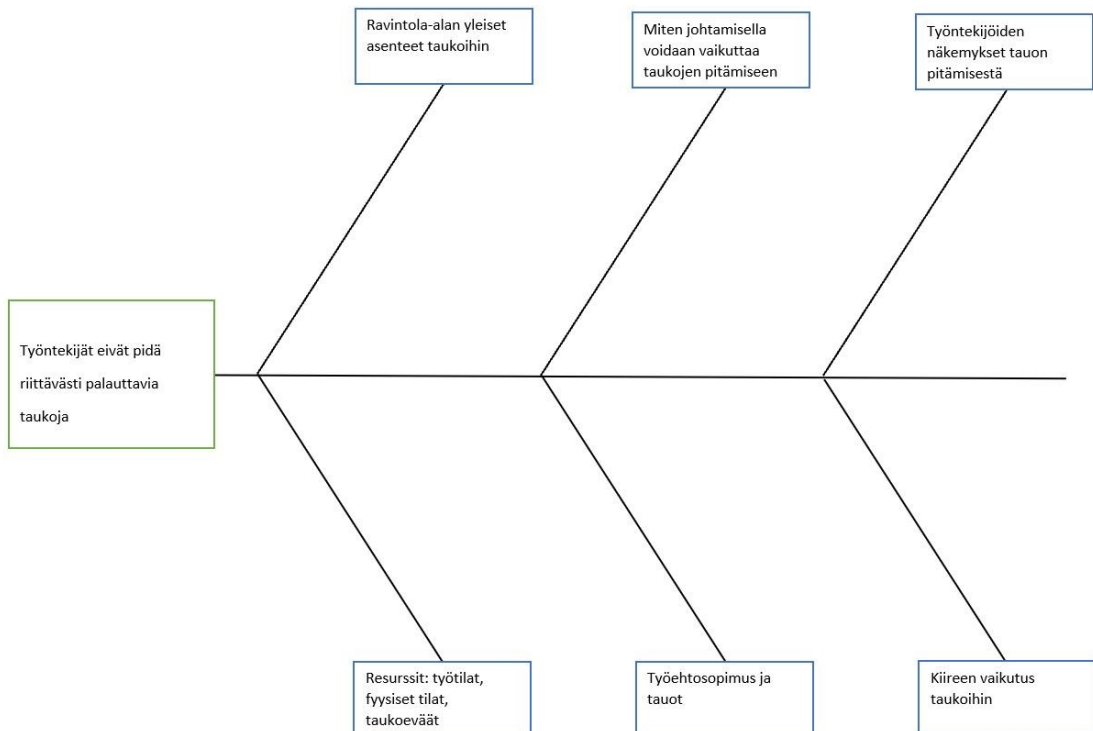 Ravintola-alan yleiset
asenteet taukoihin
Miten johtamisella
voidaan vaikuttaa
taukojen pitämiseen
Työntekijöiden
näkemykset tauon
pitämisestä
Työntekijät eivät pidä
riittävästi palauttavia
taukoja
Resurssit: työtilat,
fyysiset tilat,
taukoeväät
Työehtosopimus ja
tauot
Kiireen vaikutus
taukoihin